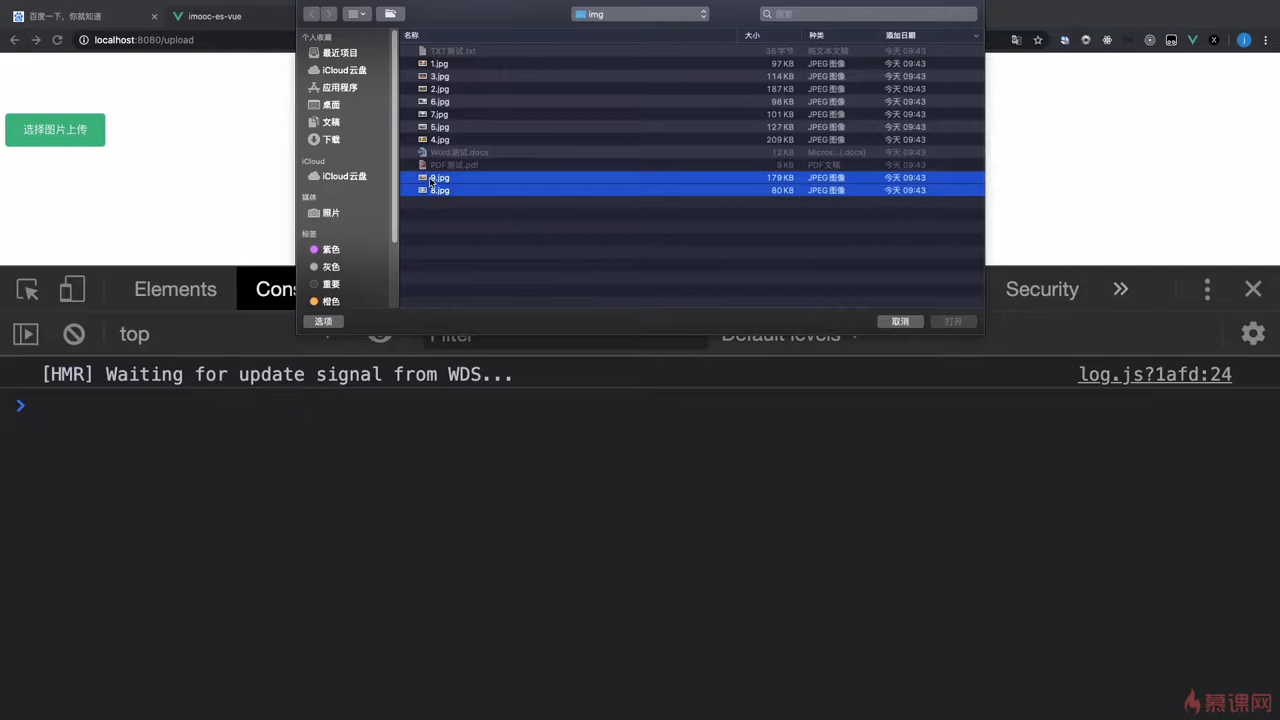 百度一下，你就知道
imooc-es-vue
localhost:8080/upload
选择图片上传
img
搜索
个人收藏
最近项目
iCloud云盘
应用程序
桌面
文稿
下载
iCloud
iCloud云盘
媒体
照片
标签
紫色
灰色
重要
橙色
名称 大小 种类 添加日期
TXT测试.txt 36字节 纯文本文稿 今天 09:43
1.jpg 97 KB JPEG图像 今天 09:43
3.jpg 114 KB JPEG图像 今天 09:43
2.jpg 187 KB JPEG图像 今天 09:43
6.jpg 98 KB JPEG图像 今天 09:43
7.jpg 101 KB JPEG图像 今天 09:43
5.jpg 127 KB JPEG图像 今天 09:43
4.jpg 209 KB JPEG图像 今天 09:43
Word测试.docx 12 KB Micros...(.docx) 今天 09:43
PDF测试.pdf 8 KB PDF文稿 今天 09:43
179 KB JPEG图像 今天 09:43
8.jpg 80 KB JPEG图像 今天 09:43
选项 取消 打开
Elements Cons Security
top Filter Default levels
[HMR] Waiting for update signal from WDS... log.js?1afd:24
慕课网